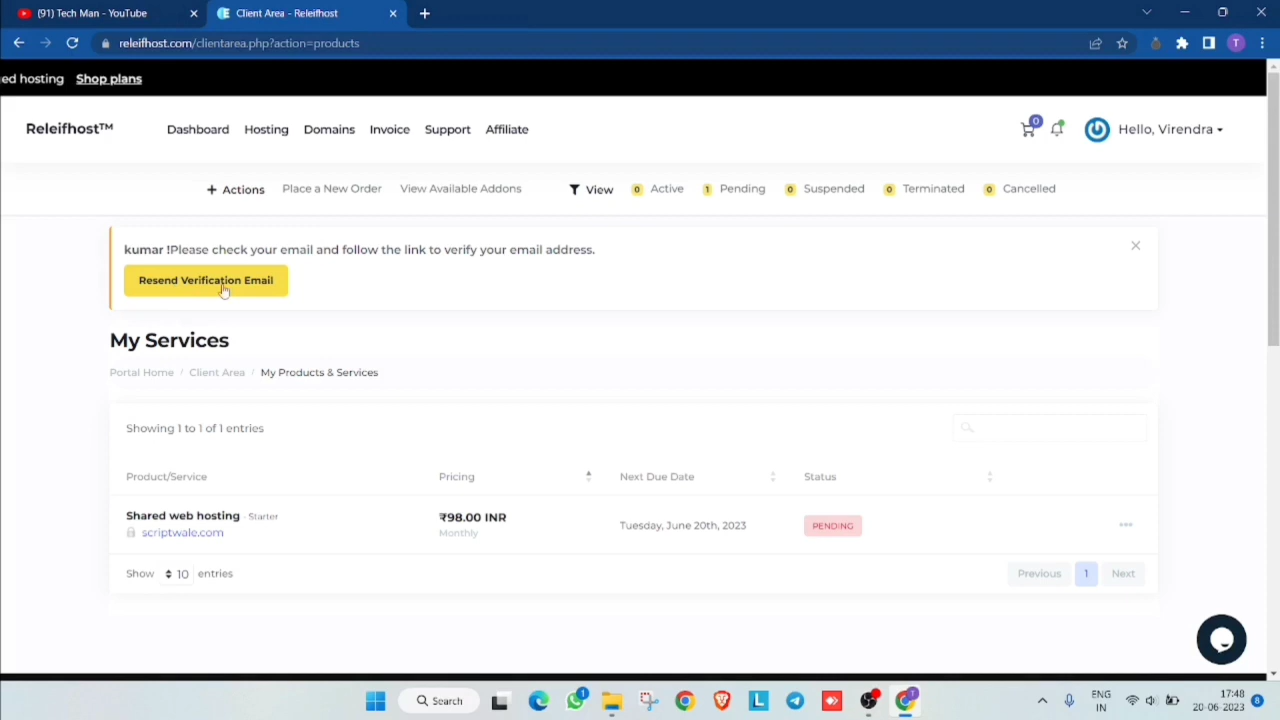 (91) Tech Man - YouTube
Client Area - Releifhost
releifhost.com/clientarea.php?action=products
T
ed hosting Shop plans
Releifhost™
Dashboard Hosting Domains Invoice Support Affiliate
0
Hello, Virendra
+ Actions Place a New Order View Available Addons View 0 Active 1 Pending 0 Suspended 0 Terminated 0 Cancelled
kumar !Please check your email and follow the link to verify your email address.
Resend Verification Email
My Services
Portal Home / Client Area / My Products & Services
Showing 1 to 1 of 1 entries
Product/Service Pricing Next Due Date Status
Shared web hosting - Starter
scriptwale.com
₹98.00 INR
Monthly
Tuesday, June 20th, 2023
PENDING
Show 10 entries
Previous 1 Next
Search
1
L
T
ENG
IN
17:48
20-06-2023
8